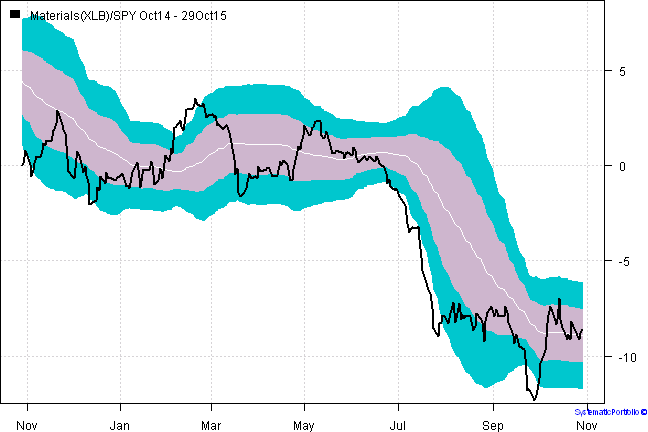 Materials(XLB)/SPY Oct14 - 29Oct15
5
0
-5
-10
Nov Jan Mar May Jul Sep Nov
SystematicPortfolio ©